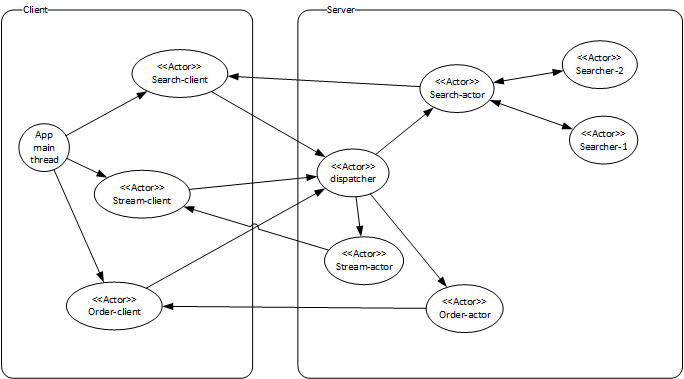 Client
Server
<<Actor>>
Search-client
<<Actor>>
Searcher-2
<<Actor>>
Search-actor
App
main
thread
<<Actor>>
Searcher-1
<<Actor>>
dispatcher
<<Actor>>
Stream-client
<<Actor>>
Stream-actor
<<Actor>>
Order-client
<<Actor>>
Order-actor